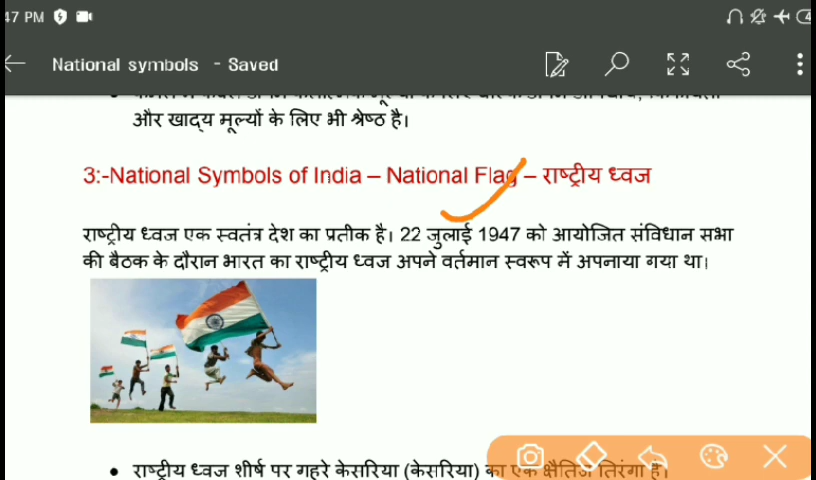 47 PM
National symbols - Saved
और खाद्य मूल्यों के लिए भी श्रेष्ठ है।
3:-National Symbols of India – National Flag – राष्ट्रीय ध्वज
राष्ट्रीय ध्वज एक स्वतंत्र देश का प्रतीक है। 22 जुलाई 1947 को आयोजित संविधान सभा
की बैठक के दौरान भारत का राष्ट्रीय ध्वज अपने वर्तमान स्वरूप में अपनाया गया था।
• राष्ट्रीय ध्वज शीर्ष पर गहरे केसरिया (केसरिया) का एक क्षैतिज तिरंगा है।